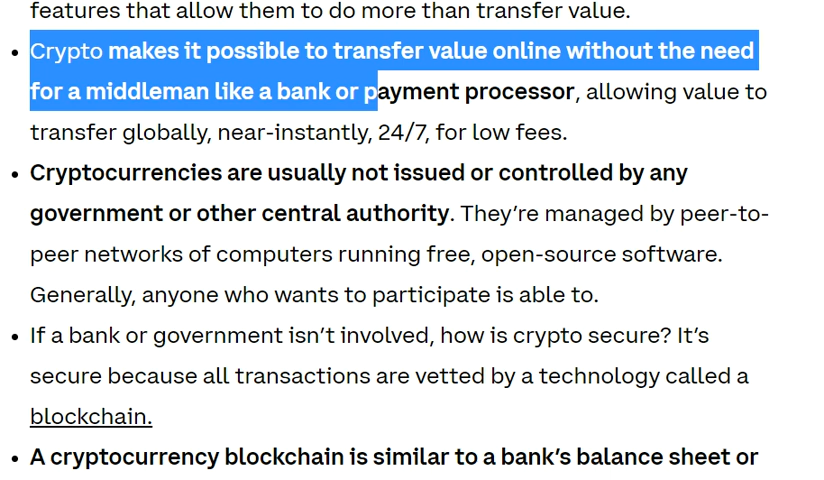 features that allow them to do more than transfer value.
• Crypto makes it possible to transfer value online without the need
for a middleman like a bank or payment processor, allowing value to
transfer globally, near-instantly, 24/7, for low fees.
• Cryptocurrencies are usually not issued or controlled by any
government or other central authority. They’re managed by peer-to-
peer networks of computers running free, open-source software.
Generally, anyone who wants to participate is able to.
• If a bank or government isn’t involved, how is crypto secure? It’s
secure because all transactions are vetted by a technology called a
blockchain.
• A cryptocurrency blockchain is similar to a bank’s balance sheet or